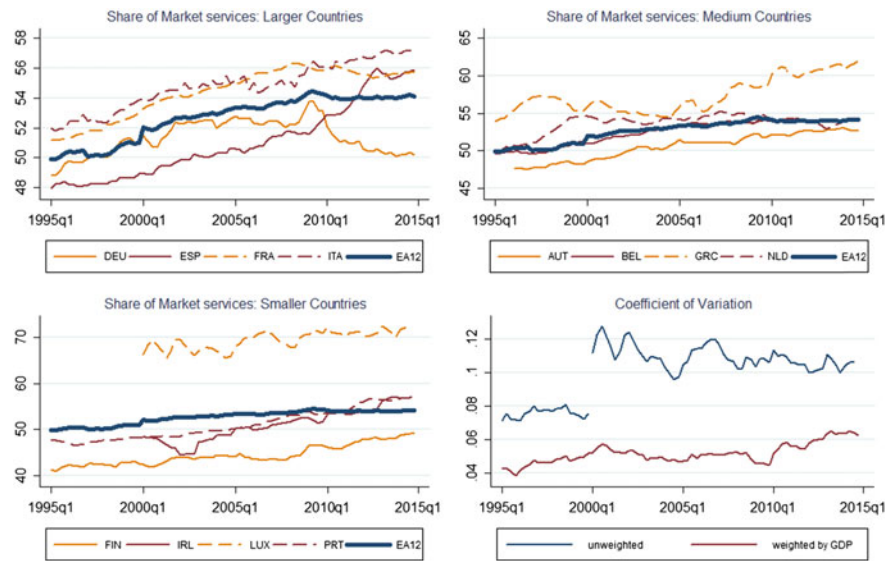 Share of Market services: Larger Countries
58
56
54
52
50
48
1995q1 2000q1 2005q1 2010q1 2015q1
DEU ESP FRA ITA EA12
Share of Market services: Medium Countries
65
60
55
50
45
1995q1 2000q1 2005q1 2010q1 2015q1
AUT BEL GRC NLD EA12
Share of Market services: Smaller Countries
70
60
50
40
1995q1 2000q1 2005q1 2010q1 2015q1
FIN IRL LUX PRT EA12
Coefficient of Variation
.12
.1
.08
.06
.04
1995q1 2000q1 2005q1 2010q1 2015q1
unweighted weighted by GDP